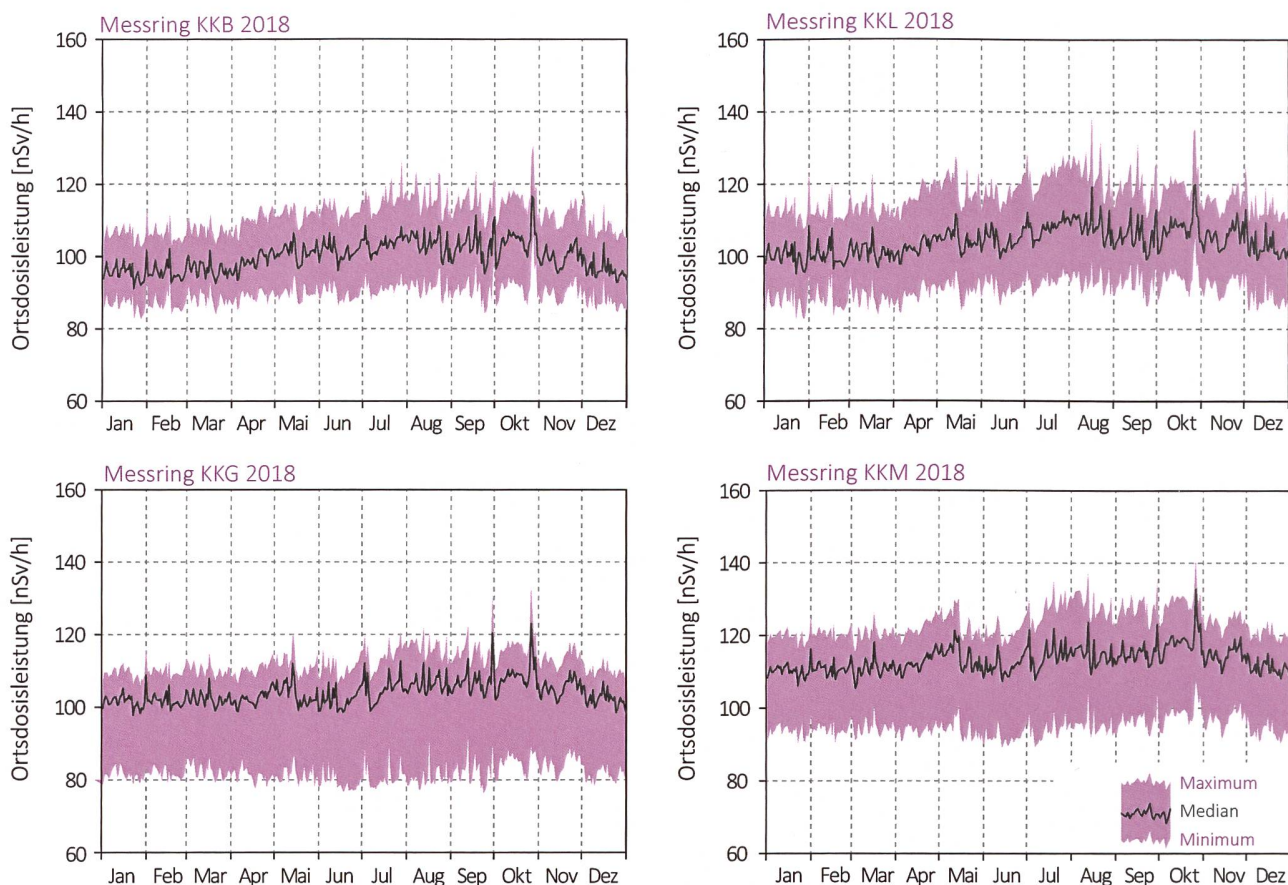 Messring KKB 2018
160
140
120
100
80
60
Ortsdosisleistung [nSv/h]
Jan Feb Mar Apr Mai Jun Jul Aug Sep Okt Nov Dez
Messring KKL 2018
160
140
120
100
80
60
Ortsdosisleistung [nSv/h]
Jan Feb Mar Apr Mai Jun Jul Aug Sep Okt Nov Dez
Messring KKG 2018
160
140
120
100
80
60
Ortsdosisleistung [nSv/h]
Jan Feb Mar Apr Mai Jun Jul Aug Sep Okt Nov Dez
Messring KKM 2018
160
140
120
100
80
60
Ortsdosisleistung [nSv/h]
Jan Feb Mar Apr Mai Jun Jul Aug Sep Okt Nov Dez
Maximum
Median
Minimum